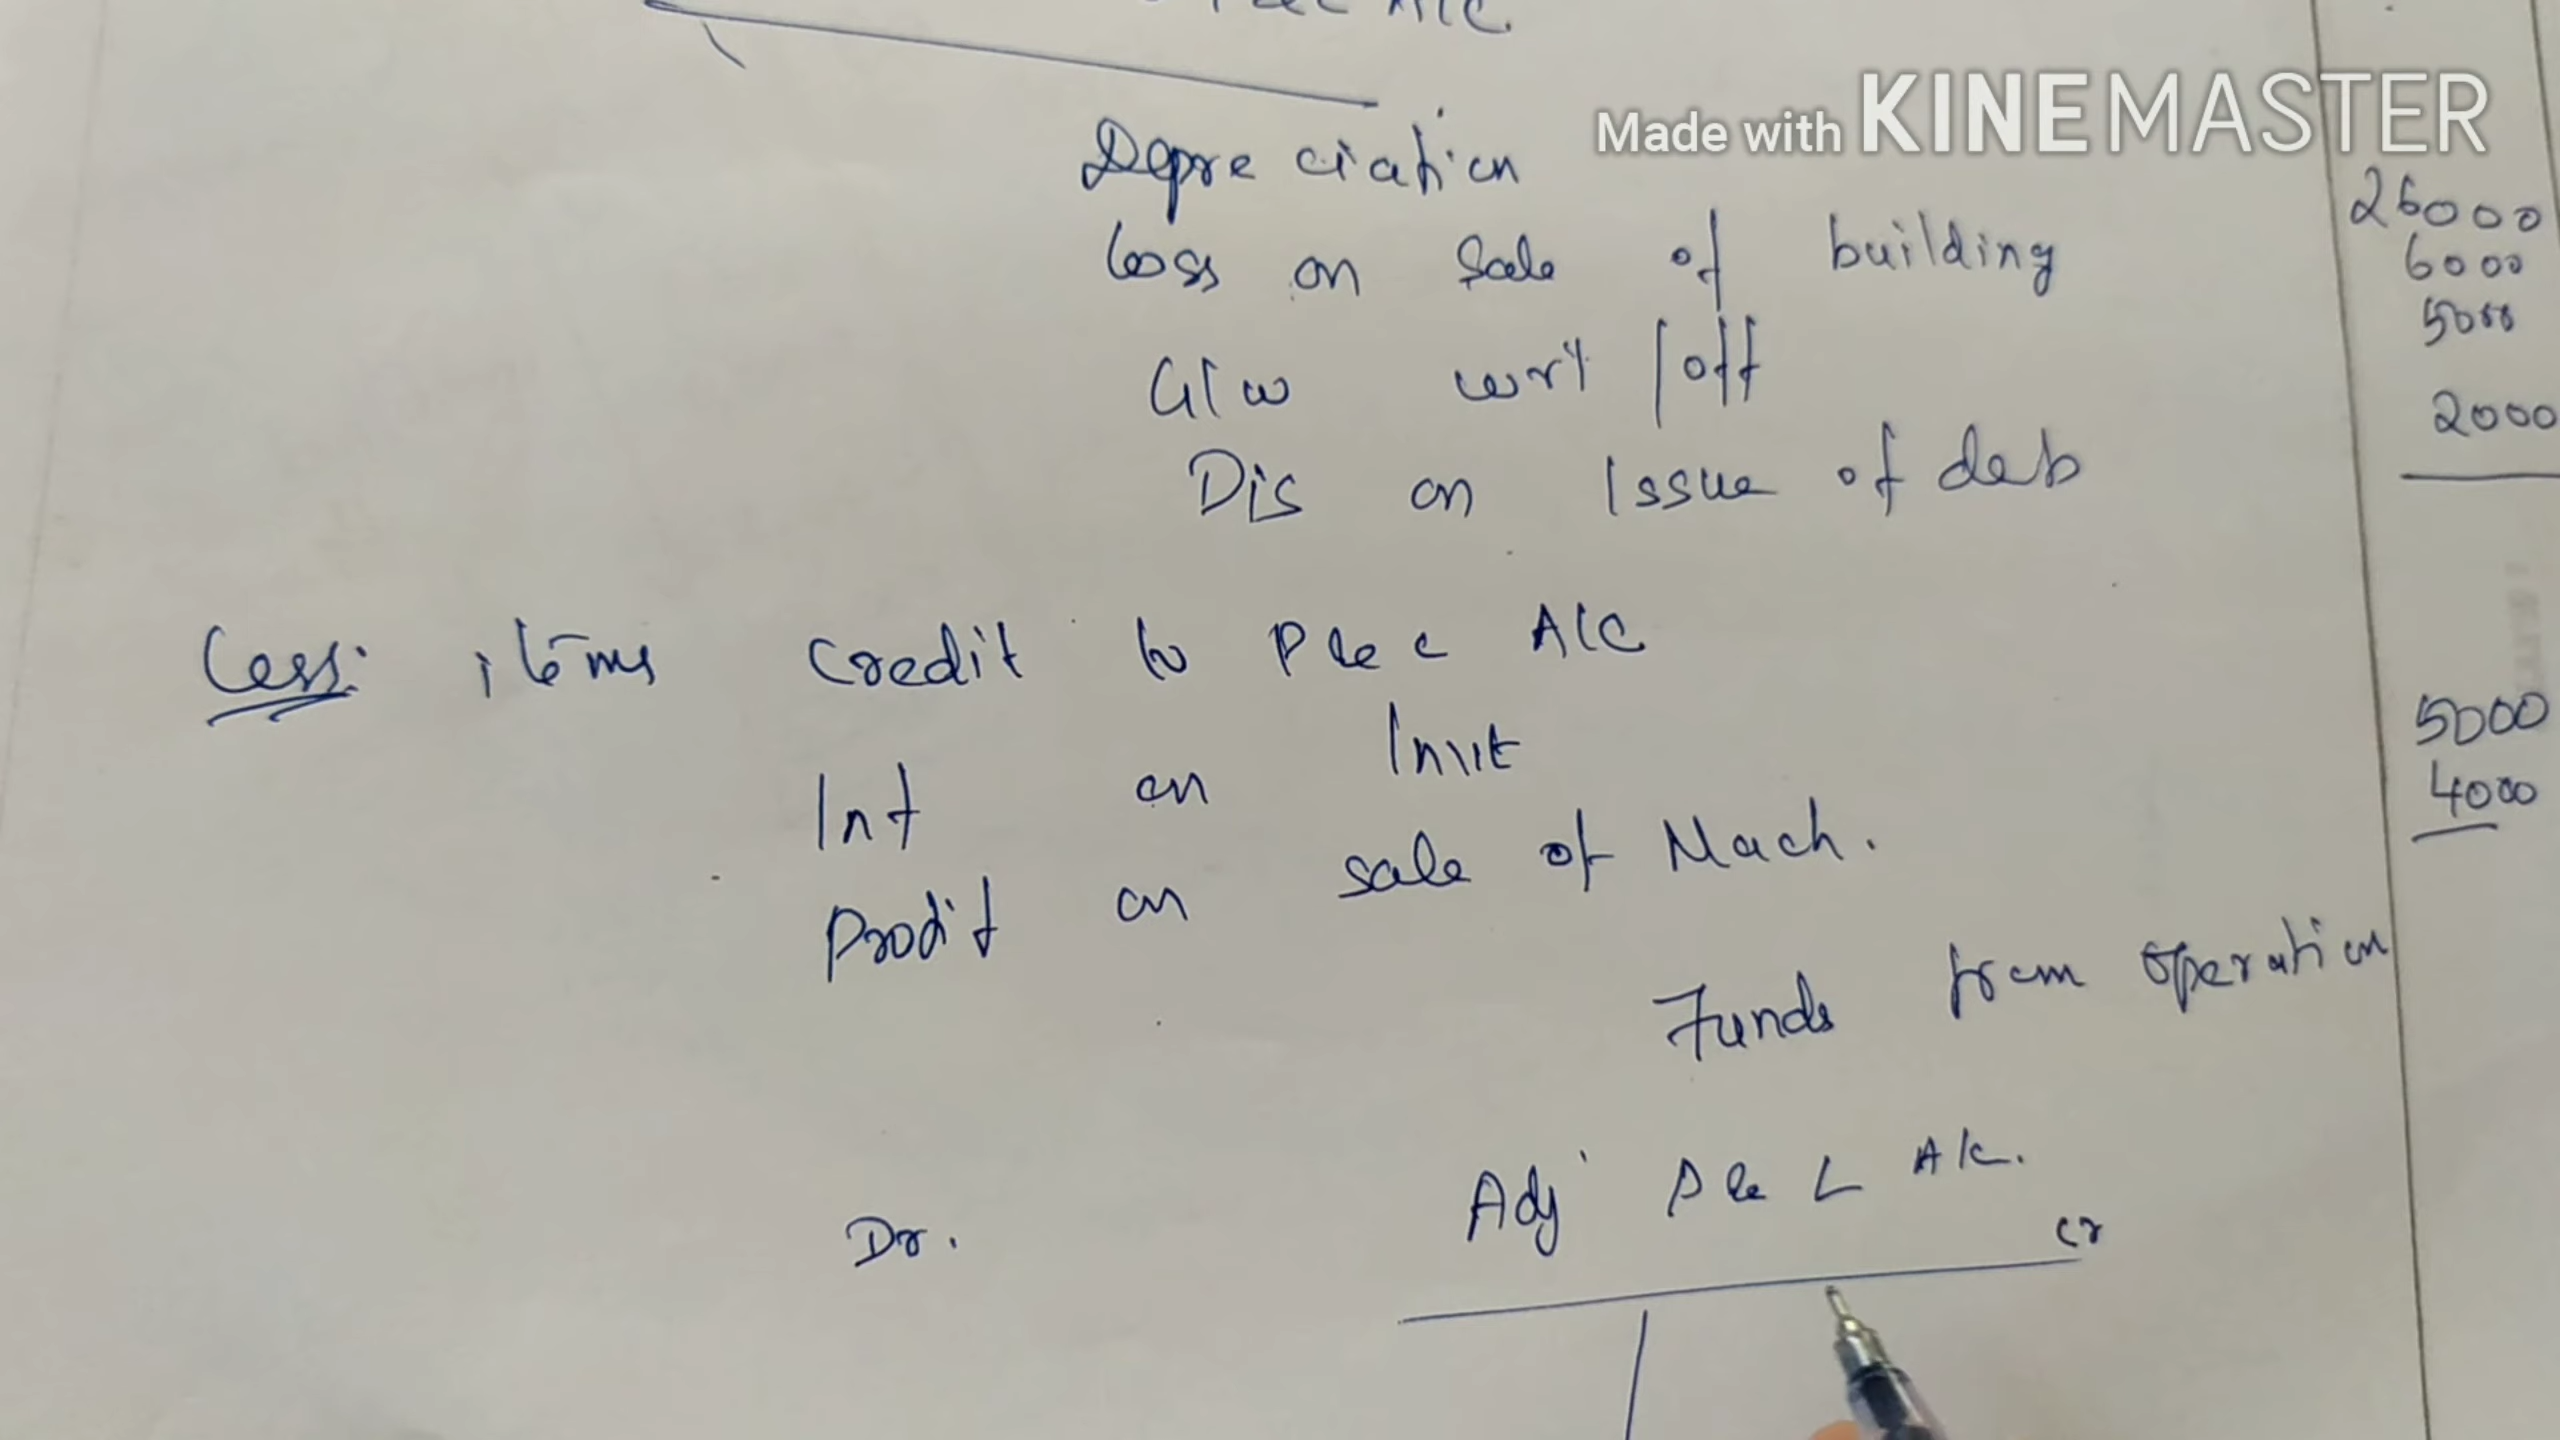 P&L A/C.
Made with KINEMASTER
Depreciation 26000
Loss on Sale of building 6000
G/w wrt/off 5000
Dis on Issue of deb 2000
Less: items credit to P & L A/C
Int on Invt 5000
Profit on sale of Mach. 4000
Funds from operation
Adj P & L A/c.
Dr. Cr